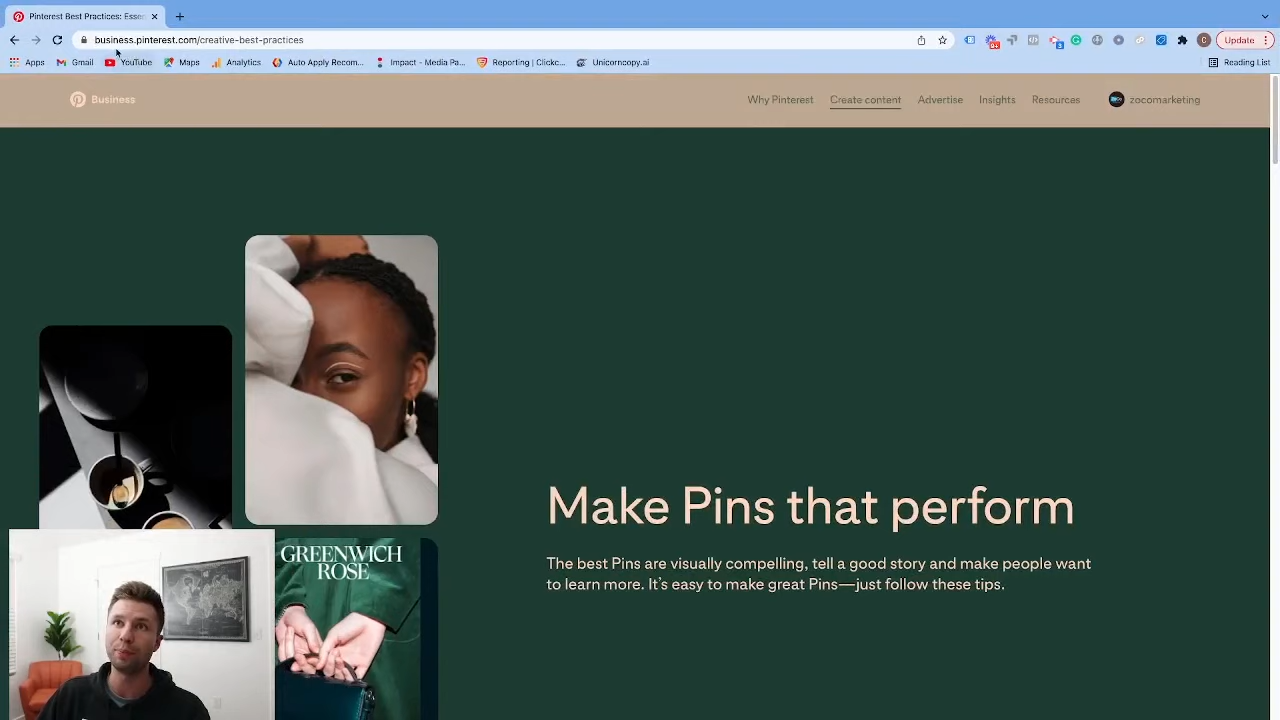 Pinterest Best Practices: Essen
business.pinterest.com/creative-best-practices
Update
Apps
Gmail
YouTube
Maps
Analytics
Auto Apply Recom...
Impact - Media Pa...
Reporting | Clickc...
Unicorncopy.ai
Reading List
Business
Why Pinterest
Create content
Advertise
Insights
Resources
zocomarketing
GREENWICH
ROSE
Make Pins that perform
The best Pins are visually compelling, tell a good story and make people want
to learn more. It's easy to make great Pins—just follow these tips.